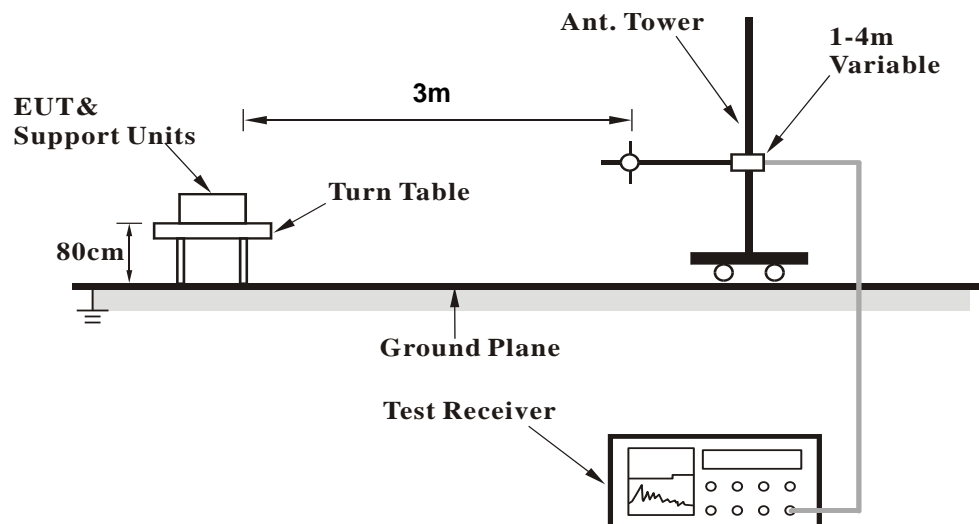 Ant. Tower
1-4m
Variable
3m
EUT&
Support Units
Turn Table
80cm
Ground Plane
Test Receiver